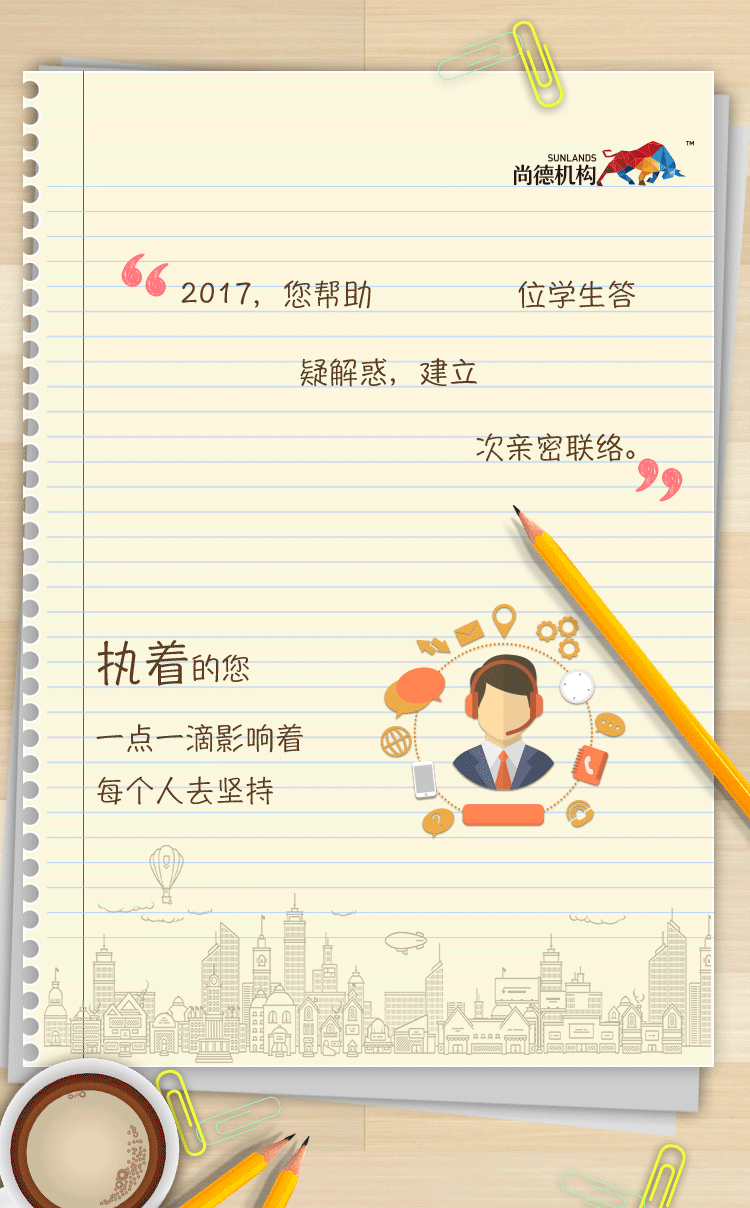 SUNLANDS
尚德机构 TM
“2017，您帮助 位学生答
疑解惑，建立
次亲密联络。”
执着的您
一点一滴影响着
每个人去坚持